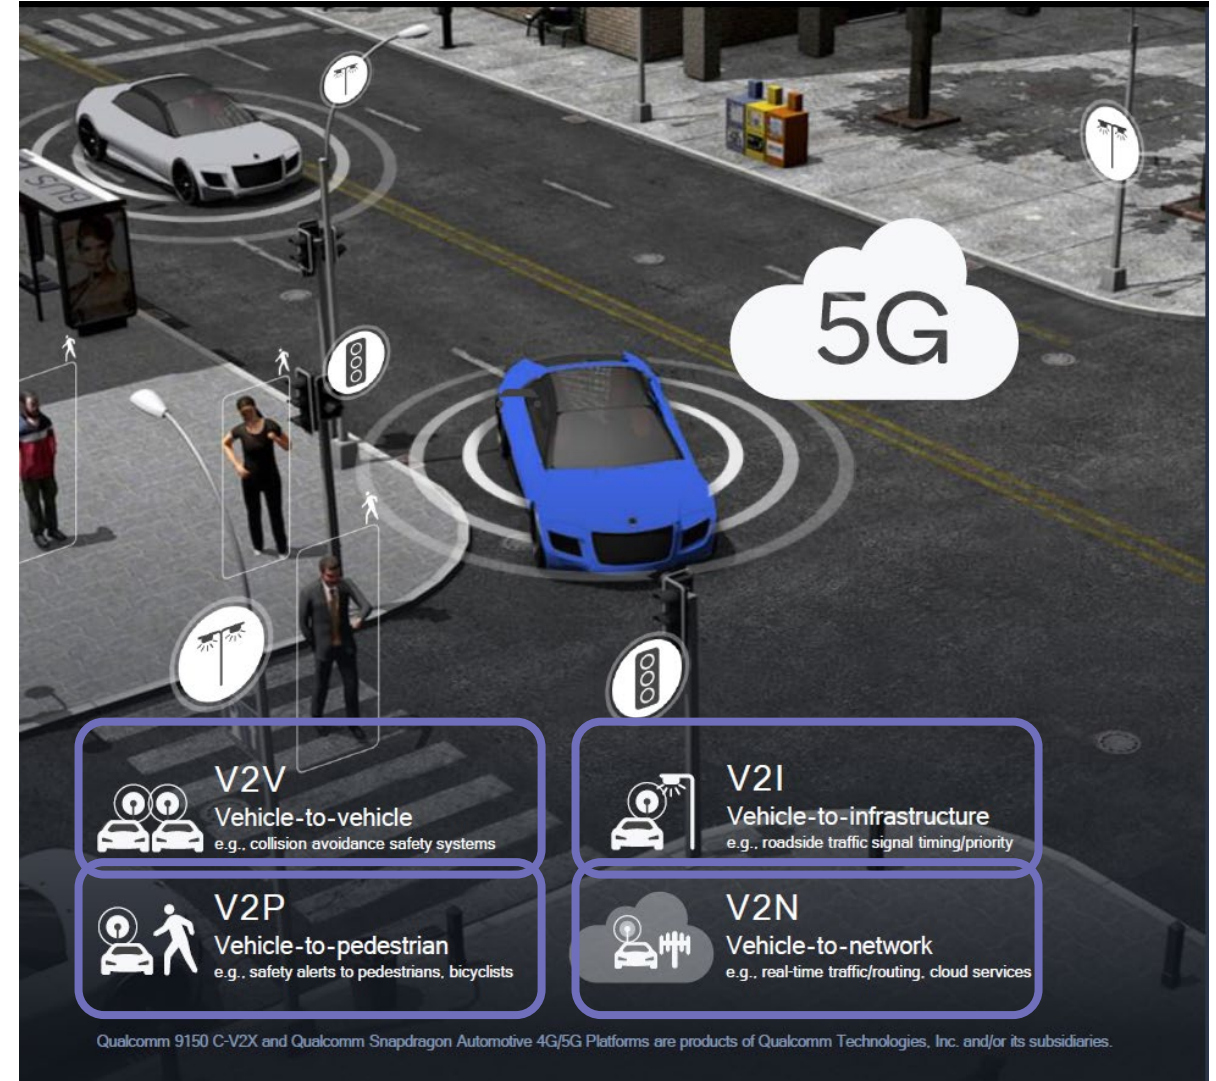 BUS
5G
V2V
Vehicle-to-vehicle
e.g., collision avoidance safety systems
V2I
Vehicle-to-infrastructure
e.g., roadside traffic signal timing/priority
V2P
Vehicle-to-pedestrian
e.g., safety alerts to pedestrians, bicyclists
V2N
Vehicle-to-network
e.g., real-time traffic/routing, cloud services
Qualcomm 9150 C-V2X and Qualcomm Snapdragon Automotive 4G/5G Platforms are products of Qualcomm Technologies, Inc. and/or its subsidiaries.